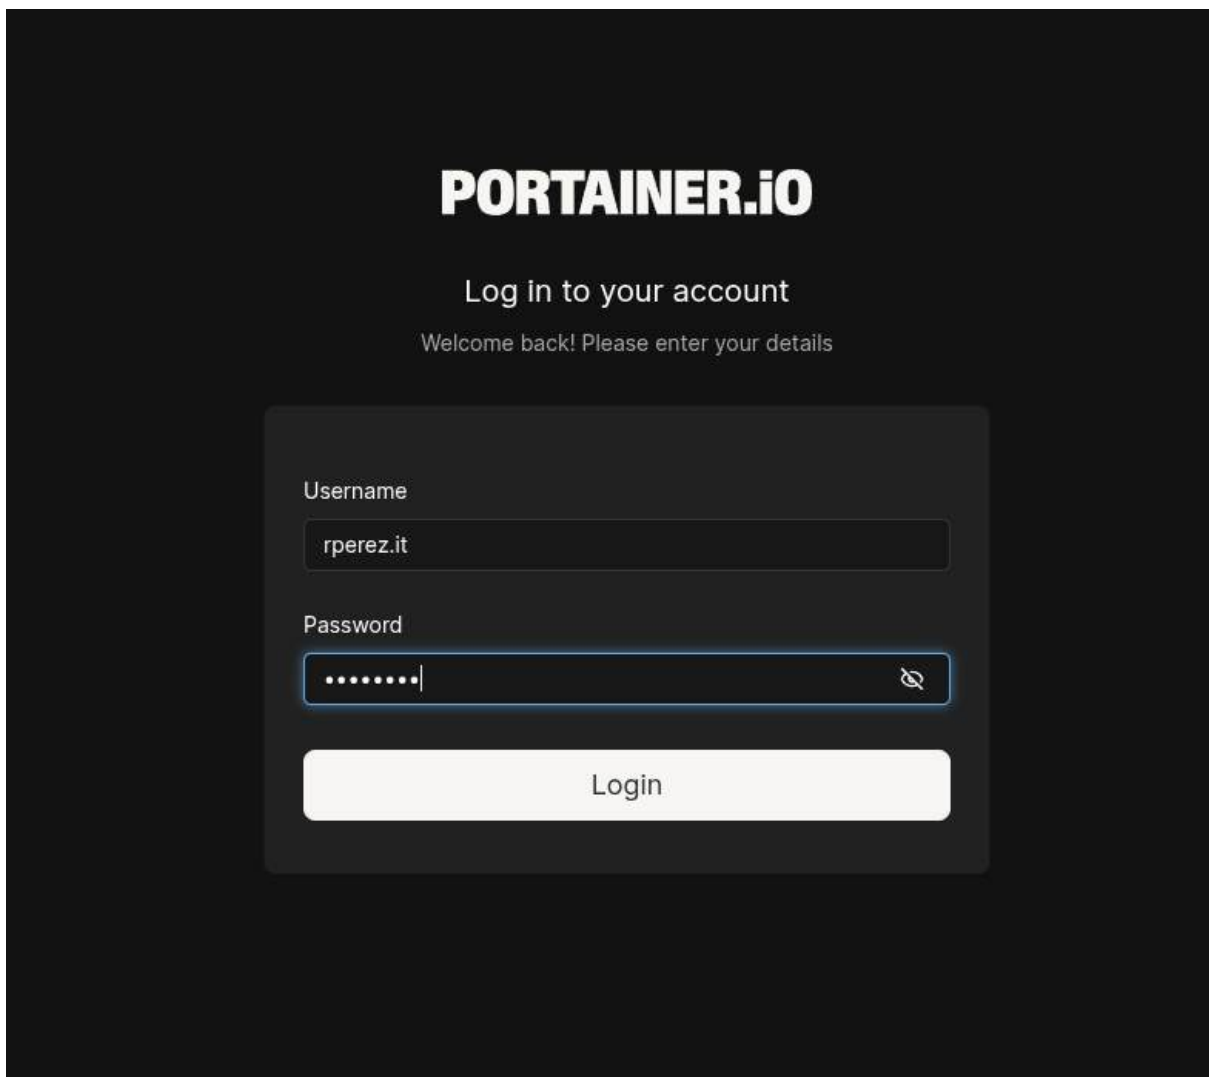 PORTAINER.iO
Log in to your account
Welcome back! Please enter your details
Username
rperez.it
Password
••••••••
Login